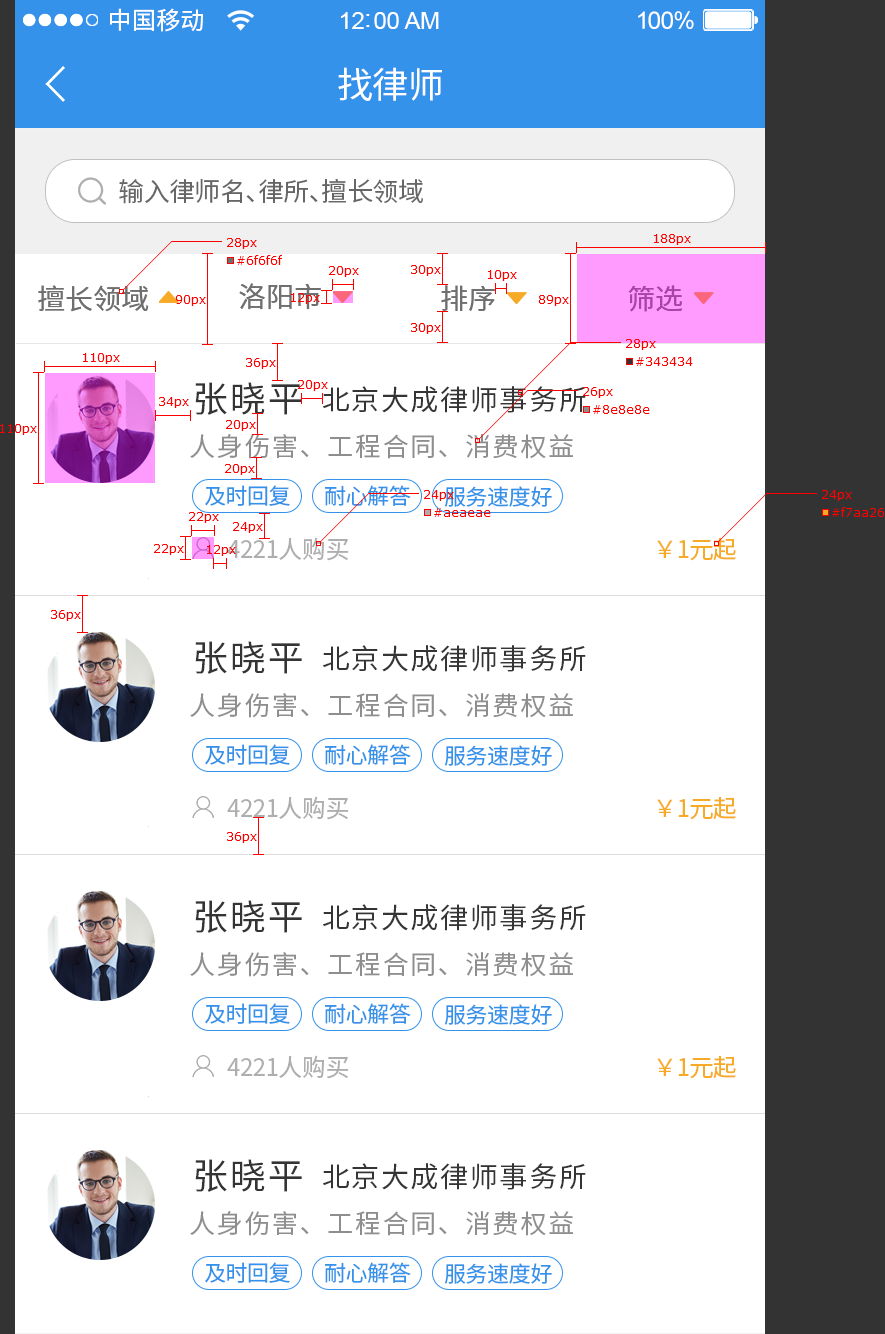 中国移动 12:00 AM 100%
找律师
输入律师名、律所、擅长领域
28px
#6f6f6f
188px
30px
20px
10px
擅长领域 90px 洛阳市 12px 排序 89px 筛选
30px
28px
#343434
110px
36px
34px
20px
张晓平 北京大成律师事务所
26px
#8e8e8e
110px
20px
人身伤害、工程合同、消费权益
20px
及时回复 耐心解答 服务速度好
24px
#aeaeae
24px
#f7aa26
22px
24px
22px
12px
4221人购买 ￥1元起
36px
张晓平 北京大成律师事务所
人身伤害、工程合同、消费权益
及时回复 耐心解答 服务速度好
4221人购买 ￥1元起
36px
张晓平 北京大成律师事务所
人身伤害、工程合同、消费权益
及时回复 耐心解答 服务速度好
4221人购买 ￥1元起
张晓平 北京大成律师事务所
人身伤害、工程合同、消费权益
及时回复 耐心解答 服务速度好